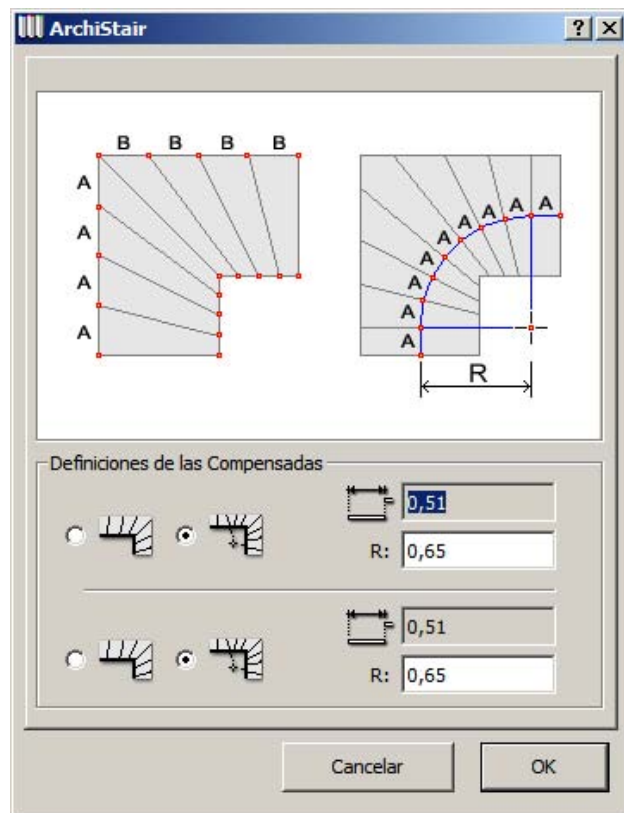 ArchiStair
B B B B
A
A
A
A
A A A A A A A A A
R
Definiciones de las Compensadas
0,51
R: 0,65
0,51
R: 0,65
Cancelar OK